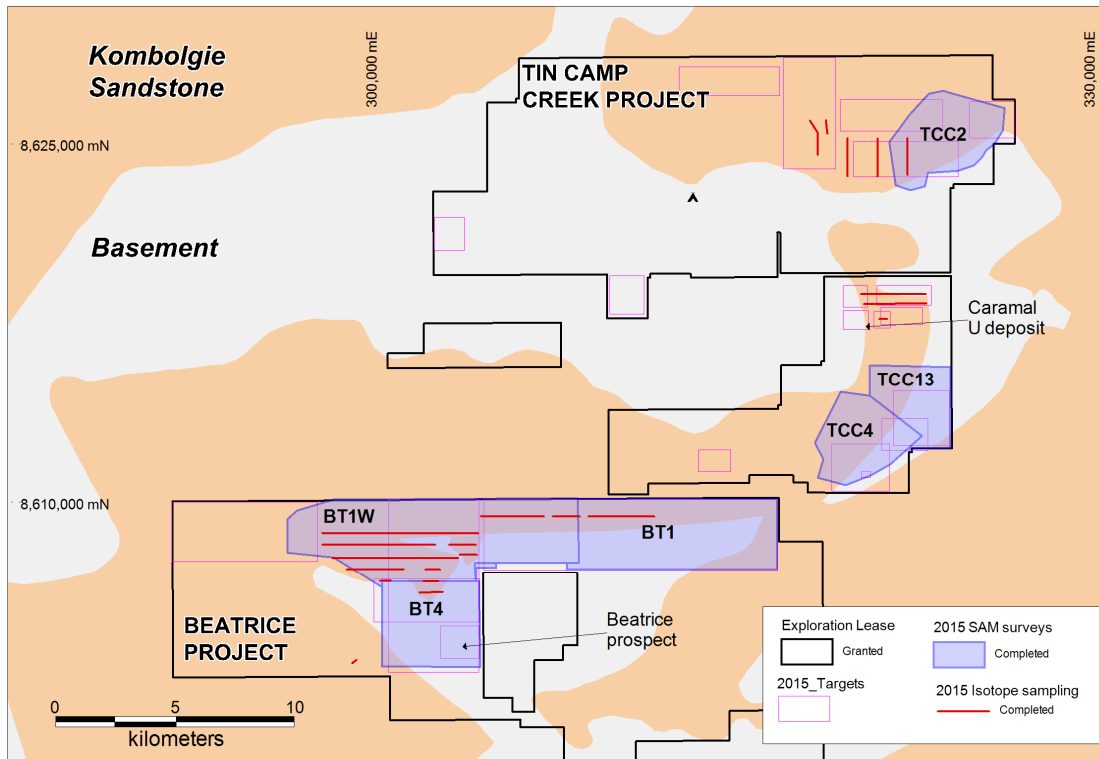 Kombolgie
Sandstone
300,000 mE
TIN CAMP
CREEK PROJECT
330,000 mE
8,625,000 mN
TCC2
Basement
Caramal
U deposit
TCC13
TCC4
8,610,000 mN
BT1W
BT1
BT4
BEATRICE
PROJECT
Beatrice
prospect
Exploration Lease
Granted
2015 SAM surveys
Completed
2015_Targets
2015 Isotope sampling
Completed
0 5 10
kilometers